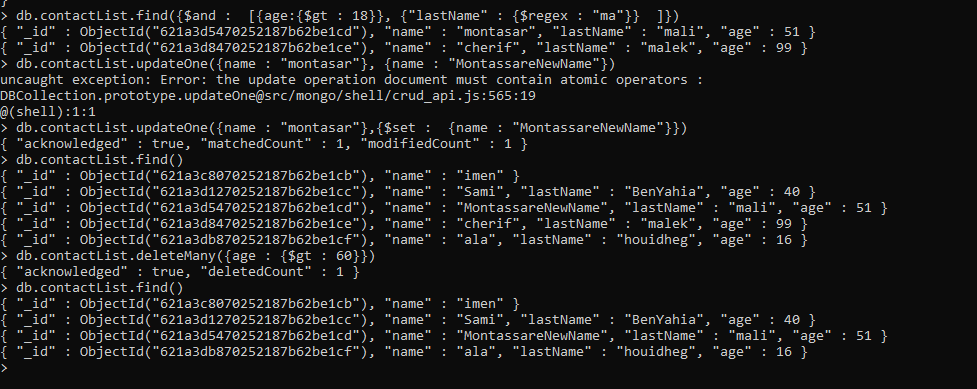 > db.contactList.find({$and :  [{age:{$gt : 18}}, {"lastName" : {$regex : "ma"}}  ]})
{ "_id" : ObjectId("621a3d5470252187b62be1cd"), "name" : "montasar", "lastName" : "mali", "age" : 51 }
{ "_id" : ObjectId("621a3d8470252187b62be1ce"), "name" : "cherif", "lastName" : "malek", "age" : 99 }
> db.contactList.updateOne({name : "montasar"}, {name : "MontassareNewName"})
uncaught exception: Error: the update operation document must contain atomic operators :
DBCollection.prototype.updateOne@src/mongo/shell/crud_api.js:565:19
@(shell):1:1
> db.contactList.updateOne({name : "montasar"},{$set :  {name : "MontassareNewName"}})
{ "acknowledged" : true, "matchedCount" : 1, "modifiedCount" : 1 }
> db.contactList.find()
{ "_id" : ObjectId("621a3c8070252187b62be1cb"), "name" : "imen" }
{ "_id" : ObjectId("621a3d1270252187b62be1cc"), "name" : "Sami", "lastName" : "BenYahia", "age" : 40 }
{ "_id" : ObjectId("621a3d5470252187b62be1cd"), "name" : "MontassareNewName", "lastName" : "mali", "age" : 51 }
{ "_id" : ObjectId("621a3d8470252187b62be1ce"), "name" : "cherif", "lastName" : "malek", "age" : 99 }
{ "_id" : ObjectId("621a3db870252187b62be1cf"), "name" : "ala", "lastName" : "houidheg", "age" : 16 }
> db.contactList.deleteMany({age : {$gt : 60}})
{ "acknowledged" : true, "deletedCount" : 1 }
> db.contactList.find()
{ "_id" : ObjectId("621a3c8070252187b62be1cb"), "name" : "imen" }
{ "_id" : ObjectId("621a3d1270252187b62be1cc"), "name" : "Sami", "lastName" : "BenYahia", "age" : 40 }
{ "_id" : ObjectId("621a3d5470252187b62be1cd"), "name" : "MontassareNewName", "lastName" : "mali", "age" : 51 }
{ "_id" : ObjectId("621a3db870252187b62be1cf"), "name" : "ala", "lastName" : "houidheg", "age" : 16 }
>